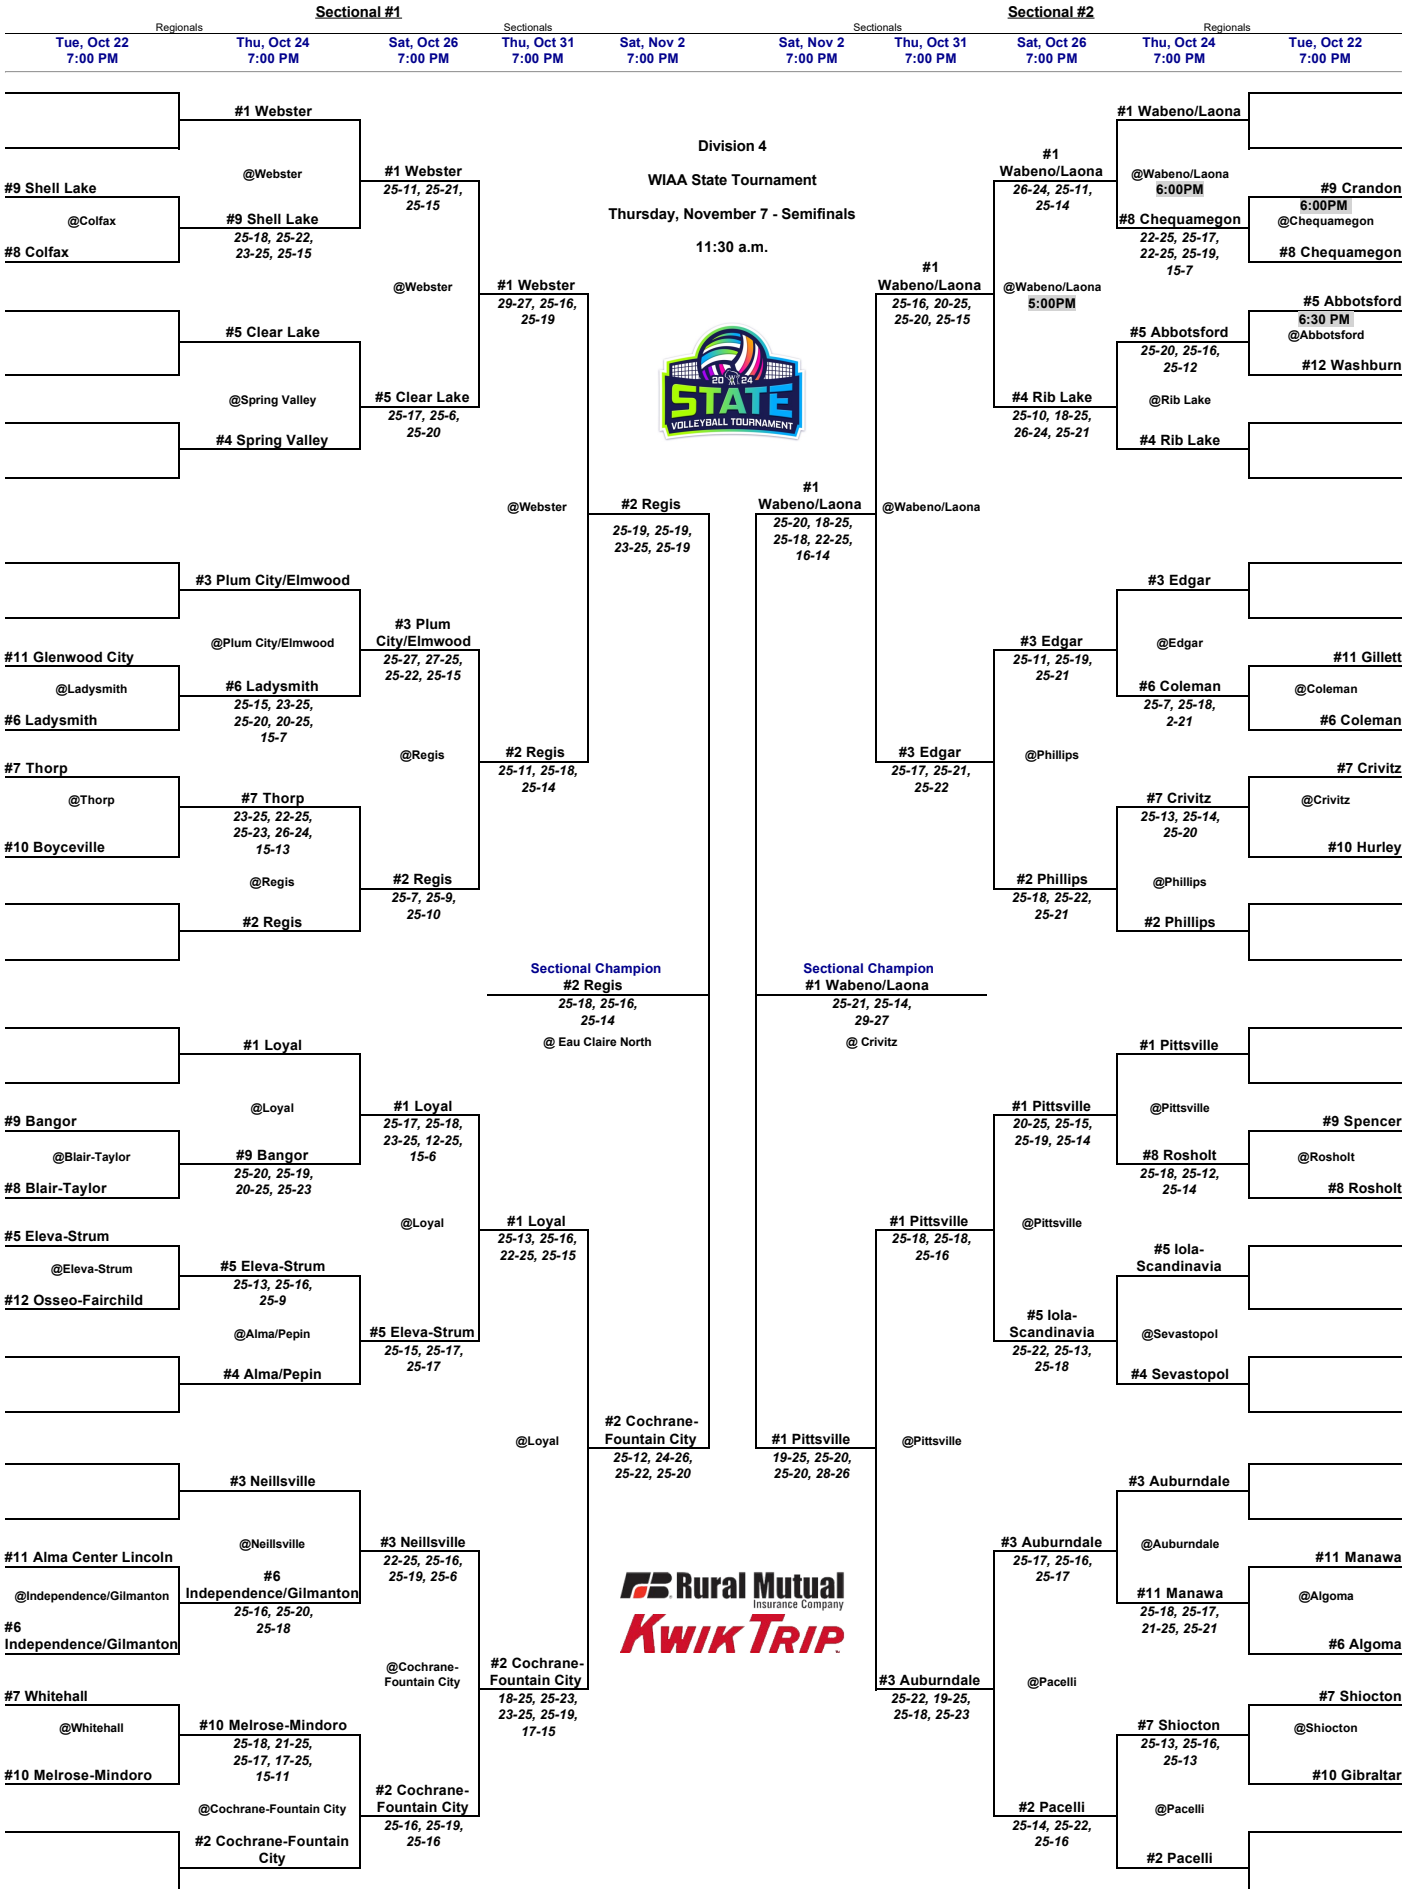 Sectional #1
Sectional #2
Regionals
Sectionals
Sectionals
Regionals
Tue, Oct 22
7:00 PM
Thu, Oct 24
7:00 PM
Sat, Oct 26
7:00 PM
Thu, Oct 31
7:00 PM
Sat, Nov 2
7:00 PM
Sat, Nov 2
7:00 PM
Thu, Oct 31
7:00 PM
Sat, Oct 26
7:00 PM
Thu, Oct 24
7:00 PM
Tue, Oct 22
7:00 PM
Division 4
WIAA State Tournament
Thursday, November 7 - Semifinals
11:30 a.m.
2024
STATE
VOLLEYBALL TOURNAMENT
#9 Shell Lake
@Colfax
#8 Colfax
#11 Glenwood City
@Ladysmith
#6 Ladysmith
#7 Thorp
@Thorp
#10 Boyceville
#1 Webster
@Webster
#9 Shell Lake
25-18, 25-22,
23-25, 25-15
#5 Clear Lake
@Spring Valley
#4 Spring Valley
#3 Plum City/Elmwood
@Plum City/Elmwood
#6 Ladysmith
25-15, 23-25,
25-20, 20-25,
15-7
#7 Thorp
23-25, 22-25,
25-23, 26-24,
15-13
@Regis
#2 Regis
#1 Webster
25-11, 25-21,
25-15
@Webster
#5 Clear Lake
25-17, 25-6,
25-20
#3 Plum
City/Elmwood
25-27, 27-25,
25-22, 25-15
@Regis
#2 Regis
25-7, 25-9,
25-10
#1 Webster
29-27, 25-16,
25-19
@Webster
#2 Regis
25-11, 25-18,
25-14
#2 Regis
25-19, 25-19,
23-25, 25-19
Sectional Champion
#2 Regis
25-18, 25-16,
25-14
@ Eau Claire North
#9 Bangor
@Blair-Taylor
#8 Blair-Taylor
#5 Eleva-Strum
@Eleva-Strum
#12 Osseo-Fairchild
#11 Alma Center Lincoln
@Independence/Gilmanton
#6
Independence/Gilmanton
#7 Whitehall
@Whitehall
#10 Melrose-Mindoro
#1 Loyal
@Loyal
#9 Bangor
25-20, 25-19,
20-25, 25-23
#5 Eleva-Strum
25-13, 25-16,
25-9
@Alma/Pepin
#4 Alma/Pepin
#3 Neillsville
@Neillsville
#6
Independence/Gilmanton
25-16, 25-20,
25-18
#10 Melrose-Mindoro
25-18, 21-25,
25-17, 17-25,
15-11
@Cochrane-Fountain City
#2 Cochrane-Fountain
City
#1 Loyal
25-17, 25-18,
23-25, 12-25,
15-6
@Loyal
#5 Eleva-Strum
25-15, 25-17,
25-17
#3 Neillsville
22-25, 25-16,
25-19, 25-6
@Cochrane-
Fountain City
#2 Cochrane-
Fountain City
25-16, 25-19,
25-16
#1 Loyal
25-13, 25-16,
22-25, 25-15
@Loyal
#2 Cochrane-
Fountain City
18-25, 25-23,
23-25, 25-19,
17-15
#2 Cochrane-
Fountain City
25-12, 24-26,
25-22, 25-20
Rural Mutual
Insurance Company
KWIK TRIP
#1
Wabeno/Laona
25-20, 18-25,
25-18, 22-25,
16-14
Sectional Champion
#1 Wabeno/Laona
25-21, 25-14,
29-27
@ Crivitz
#1
Wabeno/Laona
25-16, 20-25,
25-20, 25-15
@Wabeno/Laona
#3 Edgar
25-17, 25-21,
25-22
#1
Wabeno/Laona
26-24, 25-11,
25-14
@Wabeno/Laona
5:00PM
#4 Rib Lake
25-10, 18-25,
26-24, 25-21
#3 Edgar
25-11, 25-19,
25-21
@Phillips
#2 Phillips
25-18, 25-22,
25-21
#1 Wabeno/Laona
@Wabeno/Laona
6:00PM
#8 Chequamegon
22-25, 25-17,
22-25, 25-19,
15-7
#5 Abbotsford
25-20, 25-16,
25-12
@Rib Lake
#4 Rib Lake
#3 Edgar
@Edgar
#6 Coleman
25-7, 25-18,
2-21
#7 Crivitz
25-13, 25-14,
25-20
@Phillips
#2 Phillips
#9 Crandon
6:00PM
@Chequamegon
#8 Chequamegon
#5 Abbotsford
6:30 PM
@Abbotsford
#12 Washburn
#11 Gillett
@Coleman
#6 Coleman
#7 Crivitz
@Crivitz
#10 Hurley
#1 Pittsville
19-25, 25-20,
25-20, 28-26
#1 Pittsville
25-18, 25-18,
25-16
@Pittsville
#3 Auburndale
25-22, 19-25,
25-18, 25-23
#1 Pittsville
20-25, 25-15,
25-19, 25-14
@Pittsville
#5 Iola-
Scandinavia
25-22, 25-13,
25-18
#3 Auburndale
25-17, 25-16,
25-17
@Pacelli
#2 Pacelli
25-14, 25-22,
25-16
#1 Pittsville
@Pittsville
#8 Rosholt
25-18, 25-12,
25-14
#5 Iola-
Scandinavia
@Sevastopol
#4 Sevastopol
#3 Auburndale
@Auburndale
#11 Manawa
25-18, 25-17,
21-25, 25-21
#7 Shiocton
25-13, 25-16,
25-13
@Pacelli
#2 Pacelli
#9 Spencer
@Rosholt
#8 Rosholt
#11 Manawa
@Algoma
#6 Algoma
#7 Shiocton
@Shiocton
#10 Gibraltar